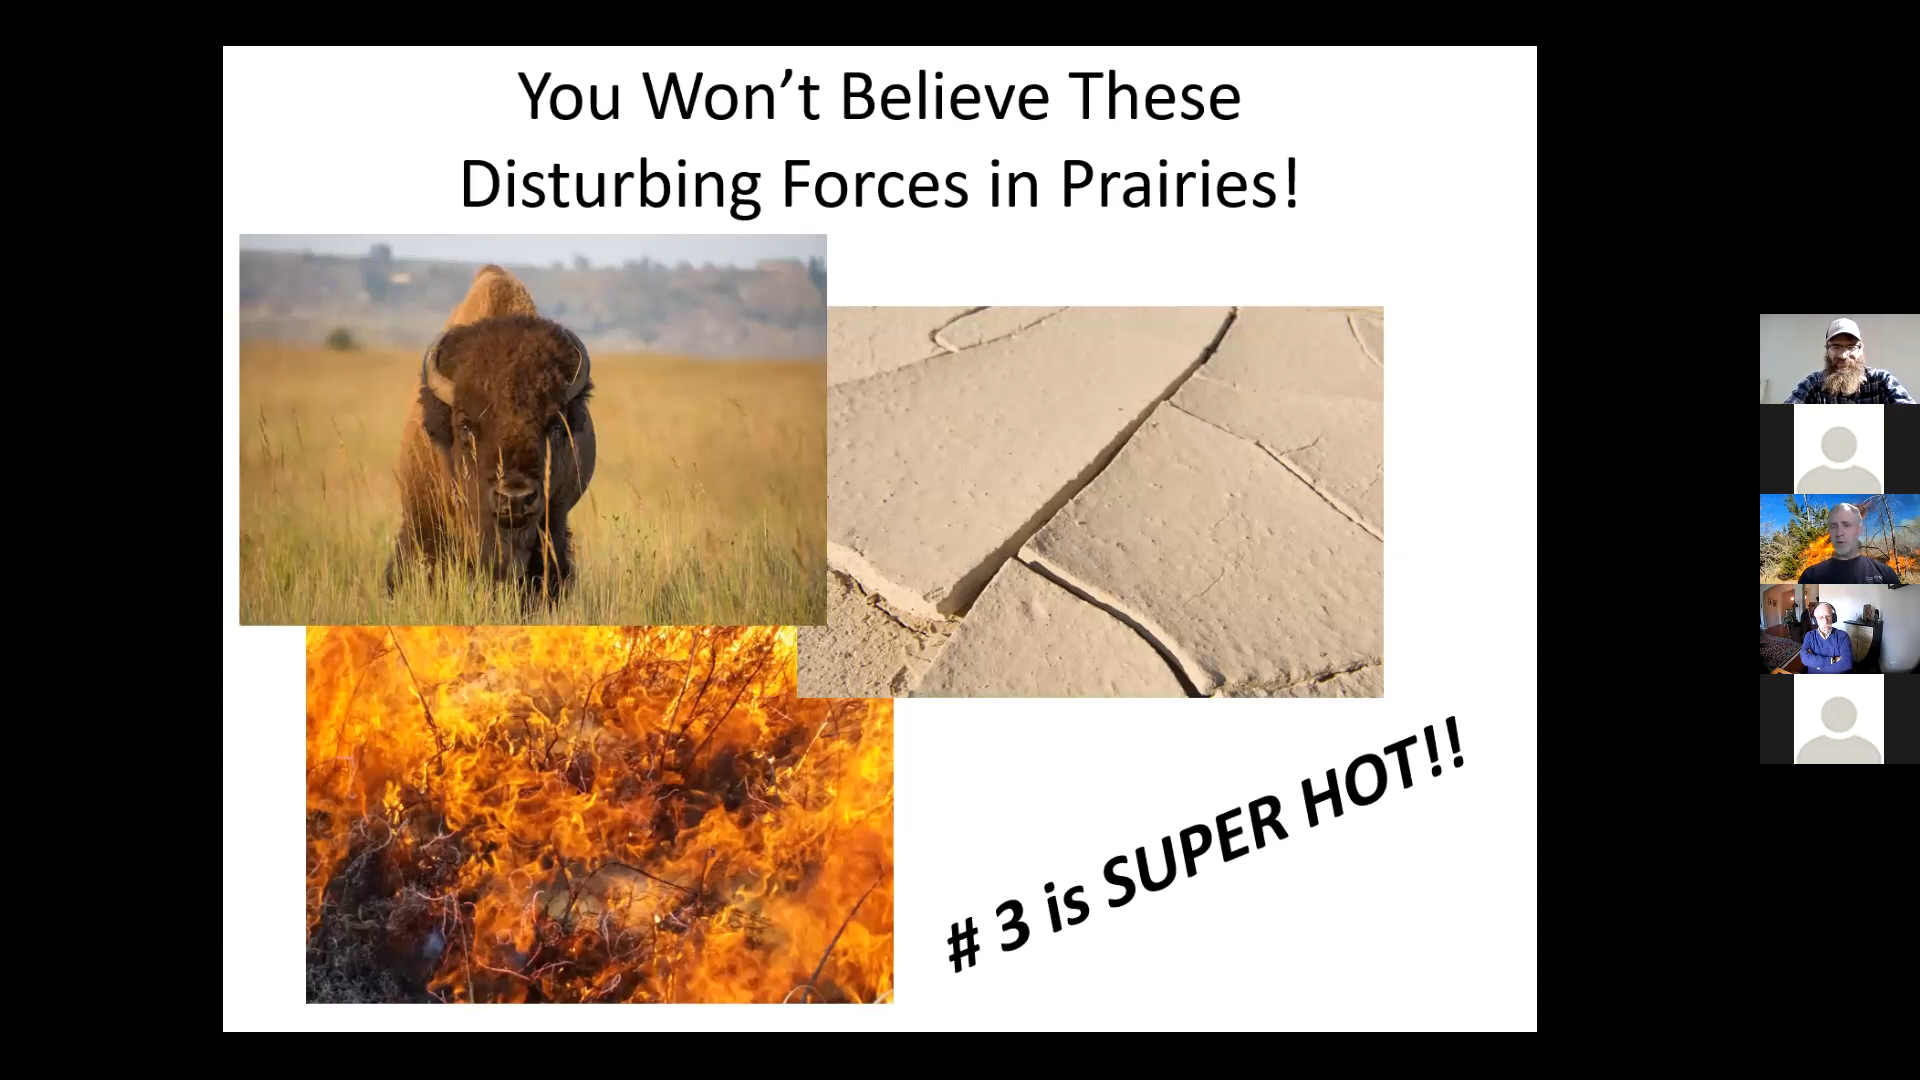 You Won’t Believe These
Disturbing Forces in Prairies!
# 3 is SUPER HOT!!